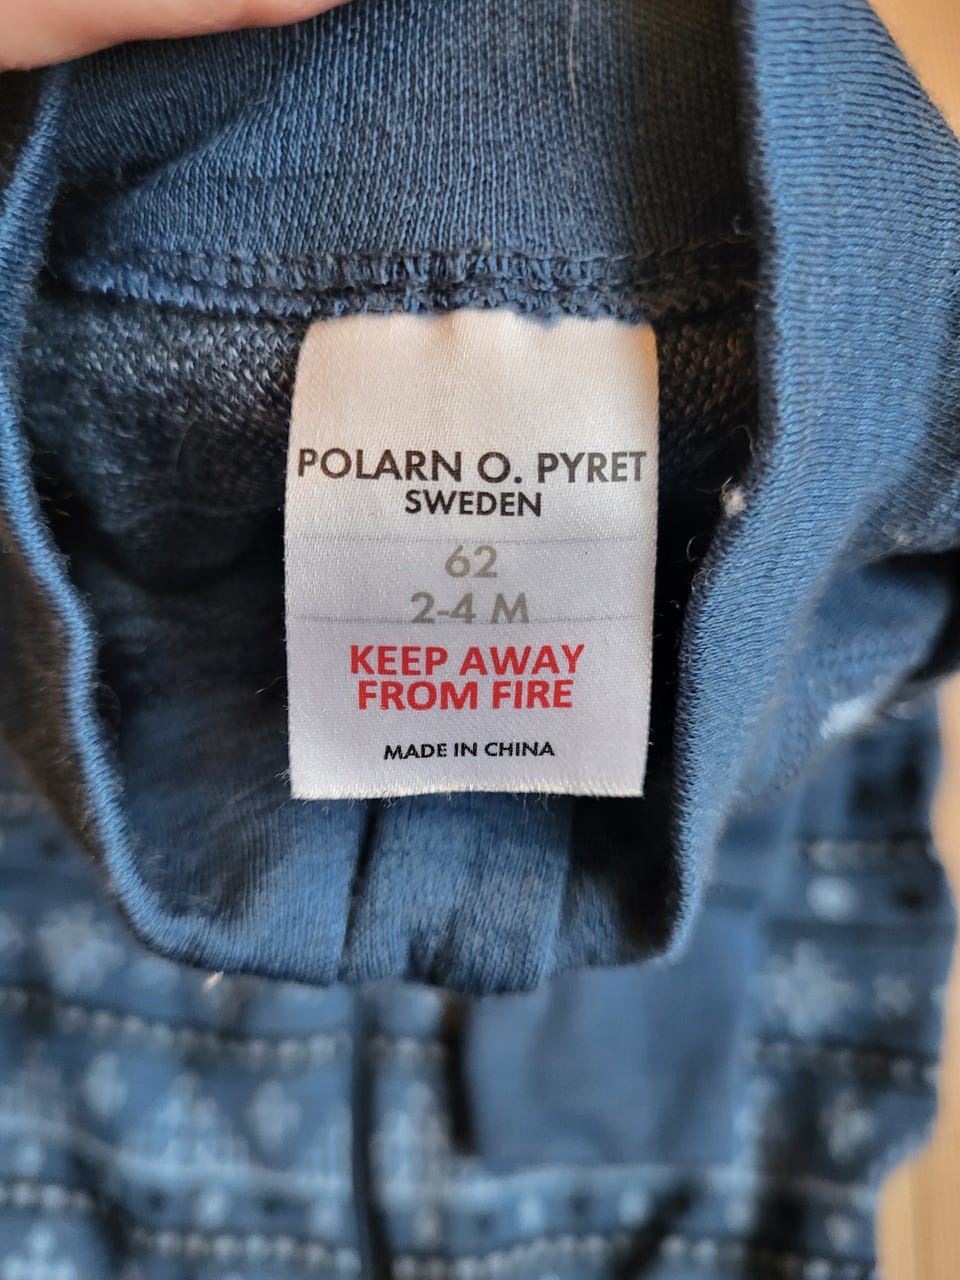 POLARN O. PYRET
SWEDEN
62
2-4 M
KEEP AWAY
FROM FIRE
MADE IN CHINA